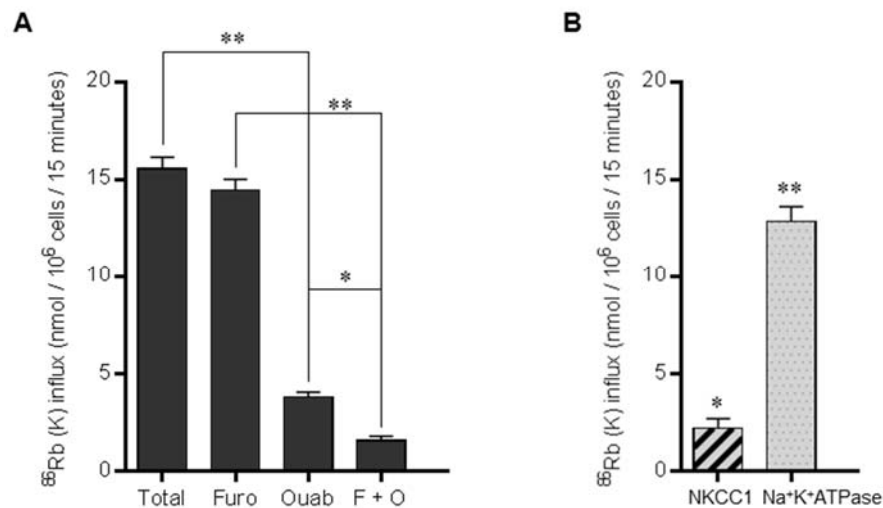 A
⁸⁶Rb (K) influx (nmol / 10⁶ cells / 15 minutes)
20
15
10
5
0
**
**
*
Total Furo Ouab F + O
B
⁸⁶Rb (K) influx (nmol / 10⁶ cells / 15 minutes)
20
15
10
5
0
*
**
NKCC1 Na⁺K⁺ATPase